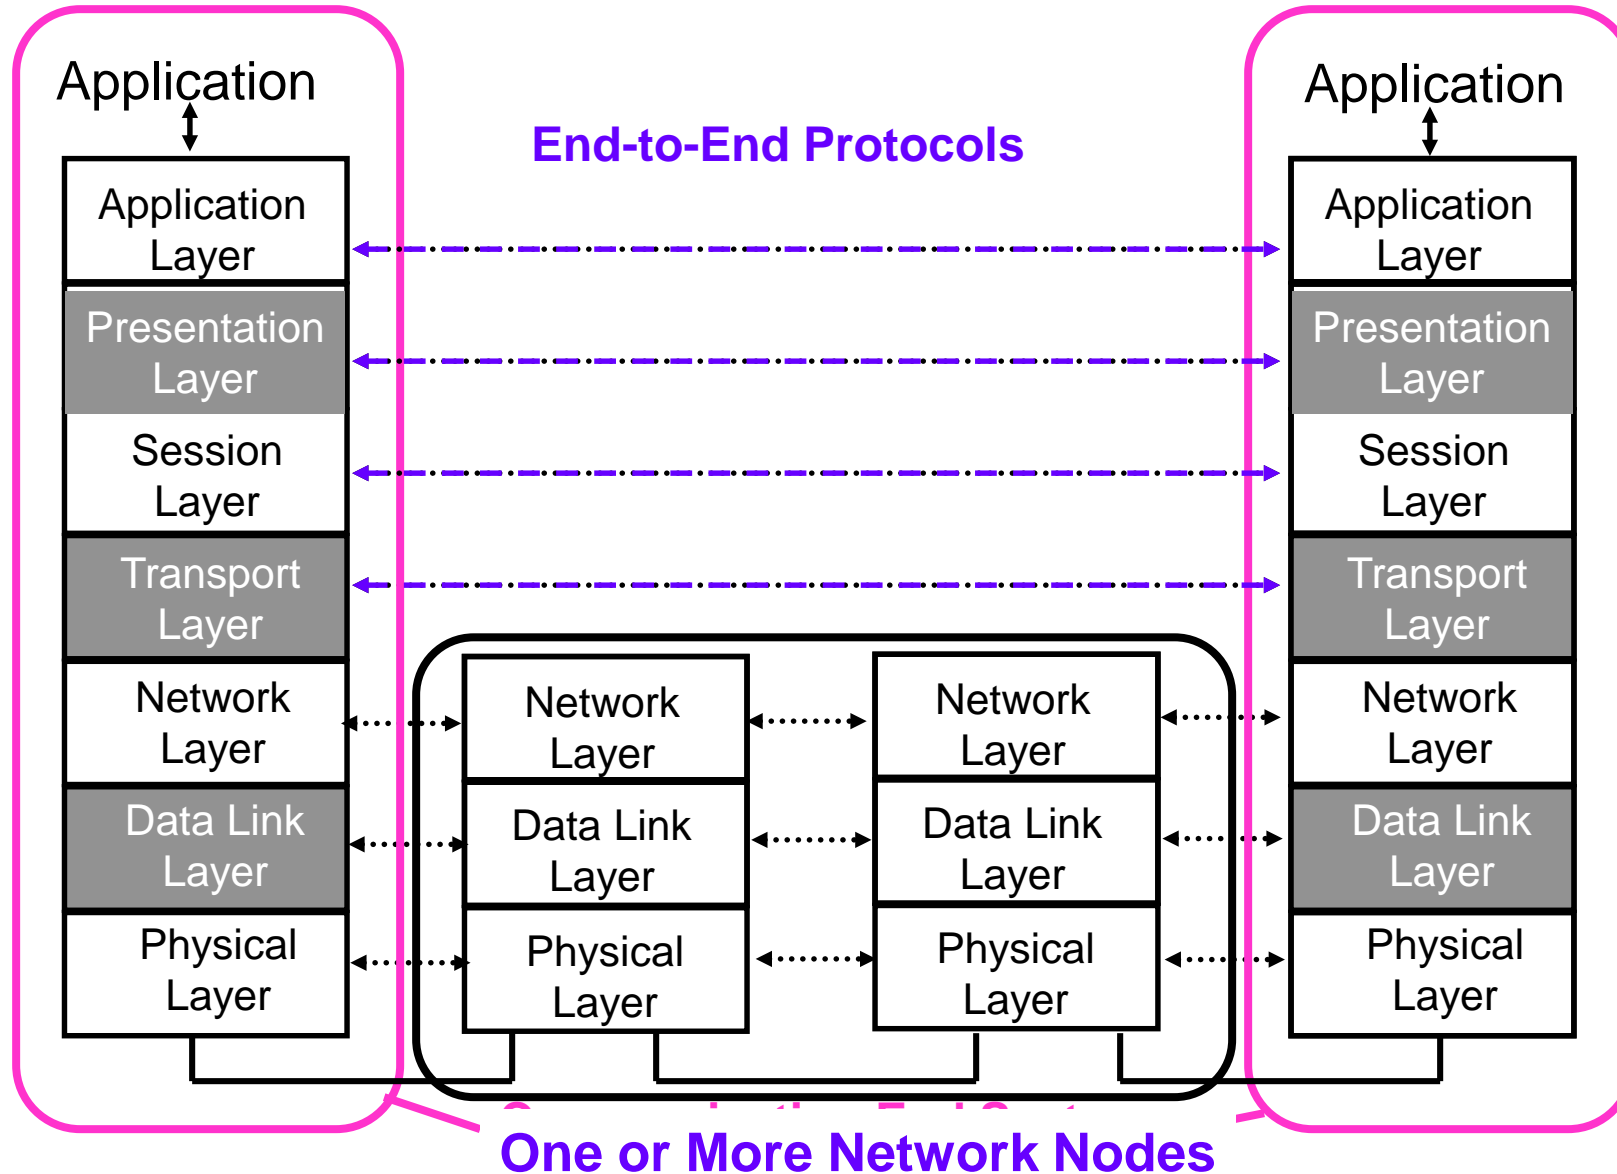 Application
Application
End-to-End Protocols
Application
Layer
Presentation
Layer
Session
Layer
Transport
Layer
Network
Layer
Data Link
Layer
Physical
Layer
Network
Layer
Data Link
Layer
Physical
Layer
Network
Layer
Data Link
Layer
Physical
Layer
Application
Layer
Presentation
Layer
Session
Layer
Transport
Layer
Network
Layer
Data Link
Layer
Physical
Layer
One or More Network Nodes